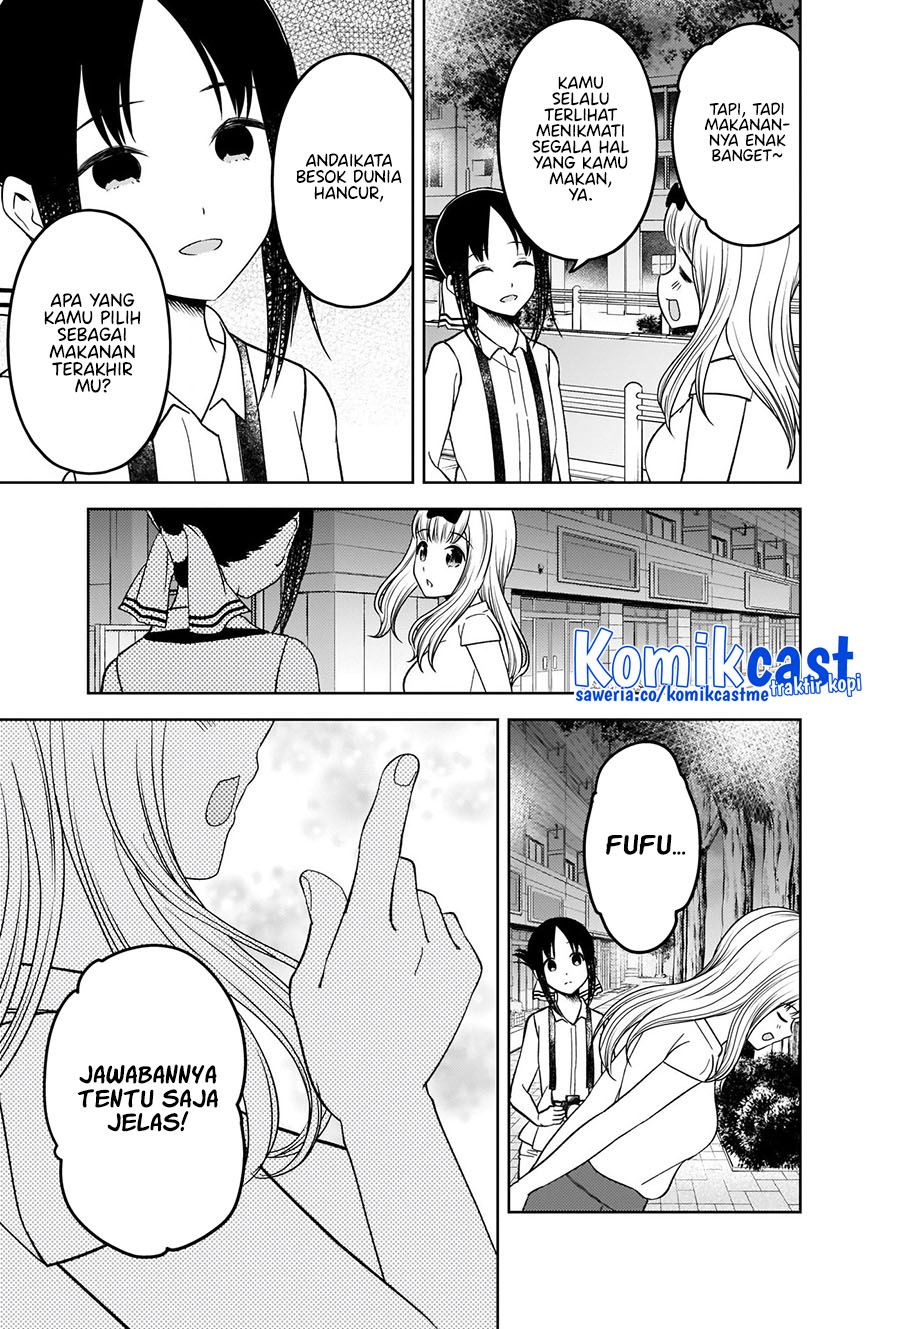 TAPI, TADI
MAKANAN-
NYA ENAK
BANGET~
KAMU
SELALU
TERLIHAT
MENIKMATI
SEGALA HAL
YANG KAMU
MAKAN,
YA.
ANDAIKATA
BESOK DUNIA
HANCUR,
APA YANG
KAMU PILIH
SEBAGAI
MAKANAN
TERAKHIR
MU?
Komikcast
saweria.co/komikcastme
traktir kopi
FUFU...
JAWABANNYA
TENTU SAJA
JELAS!